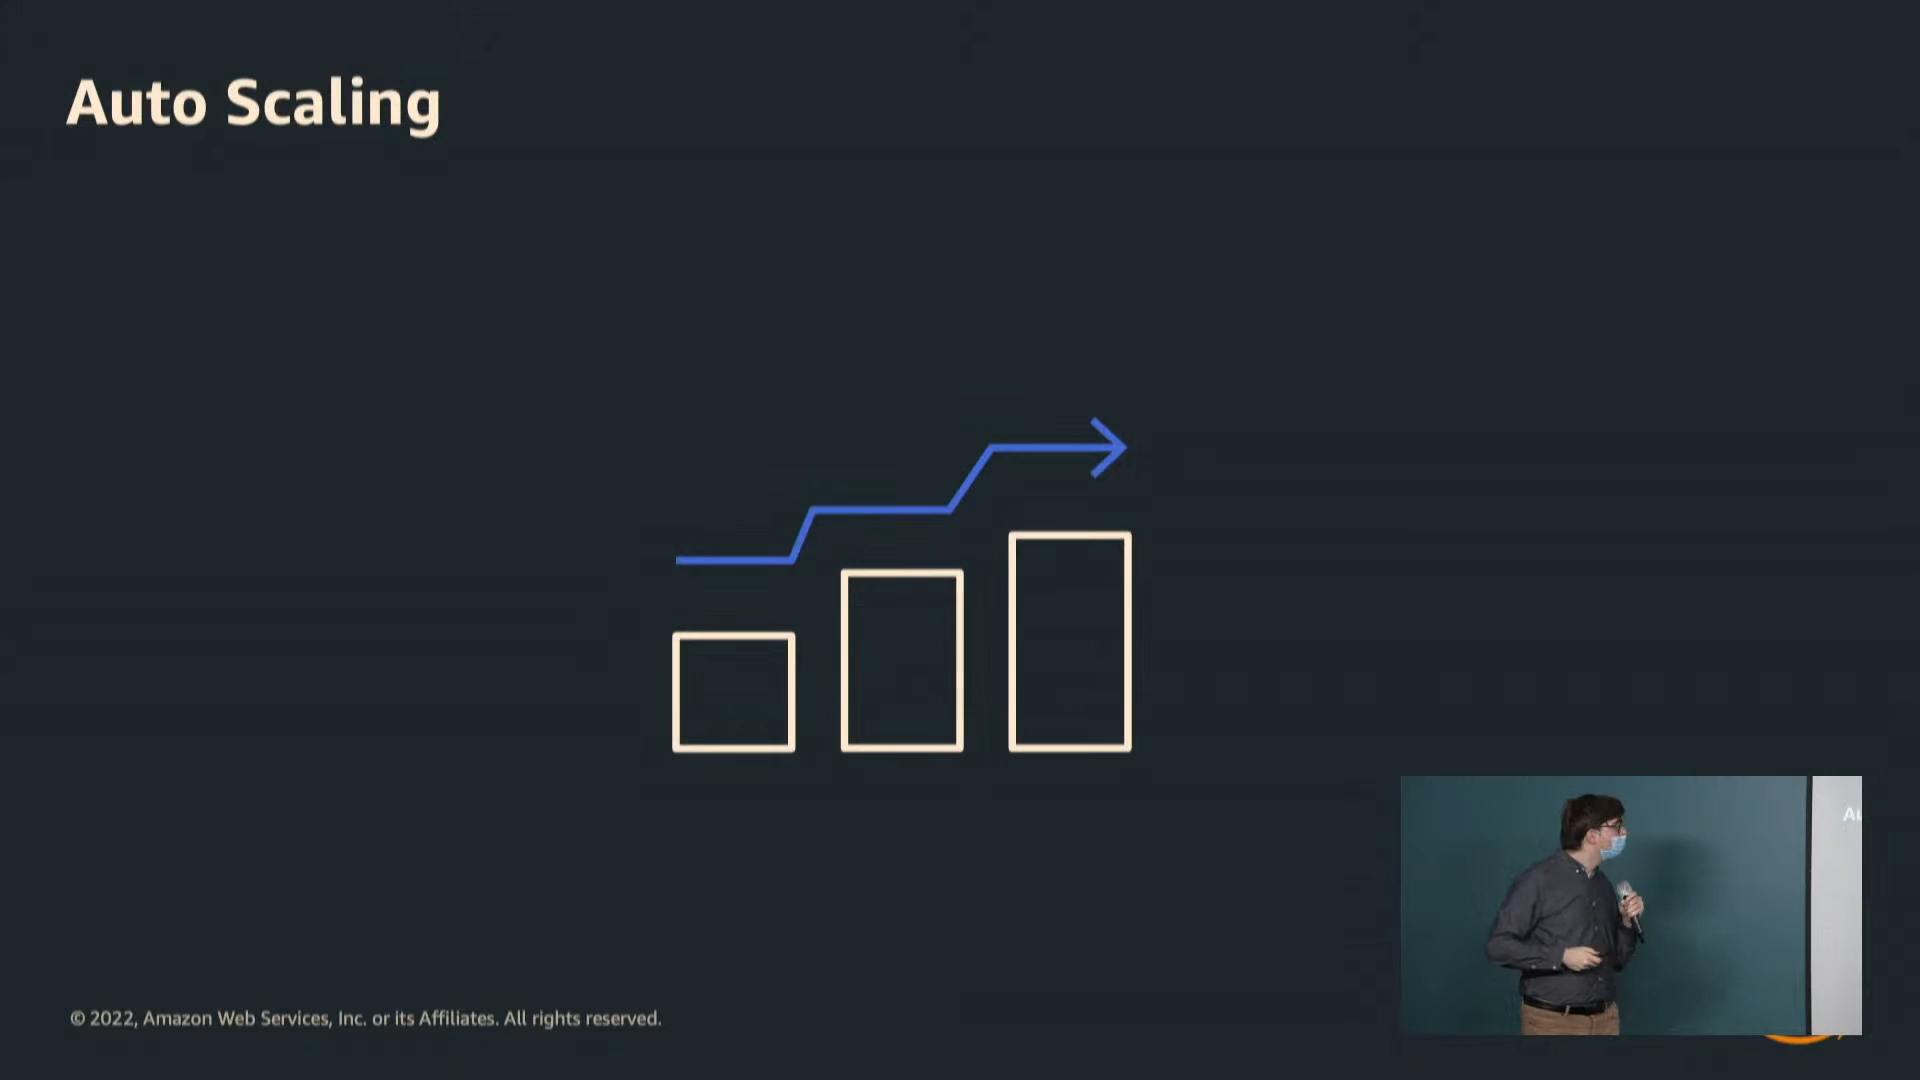 Auto Scaling
© 2022, Amazon Web Services, Inc. or its Affiliates. All rights reserved.